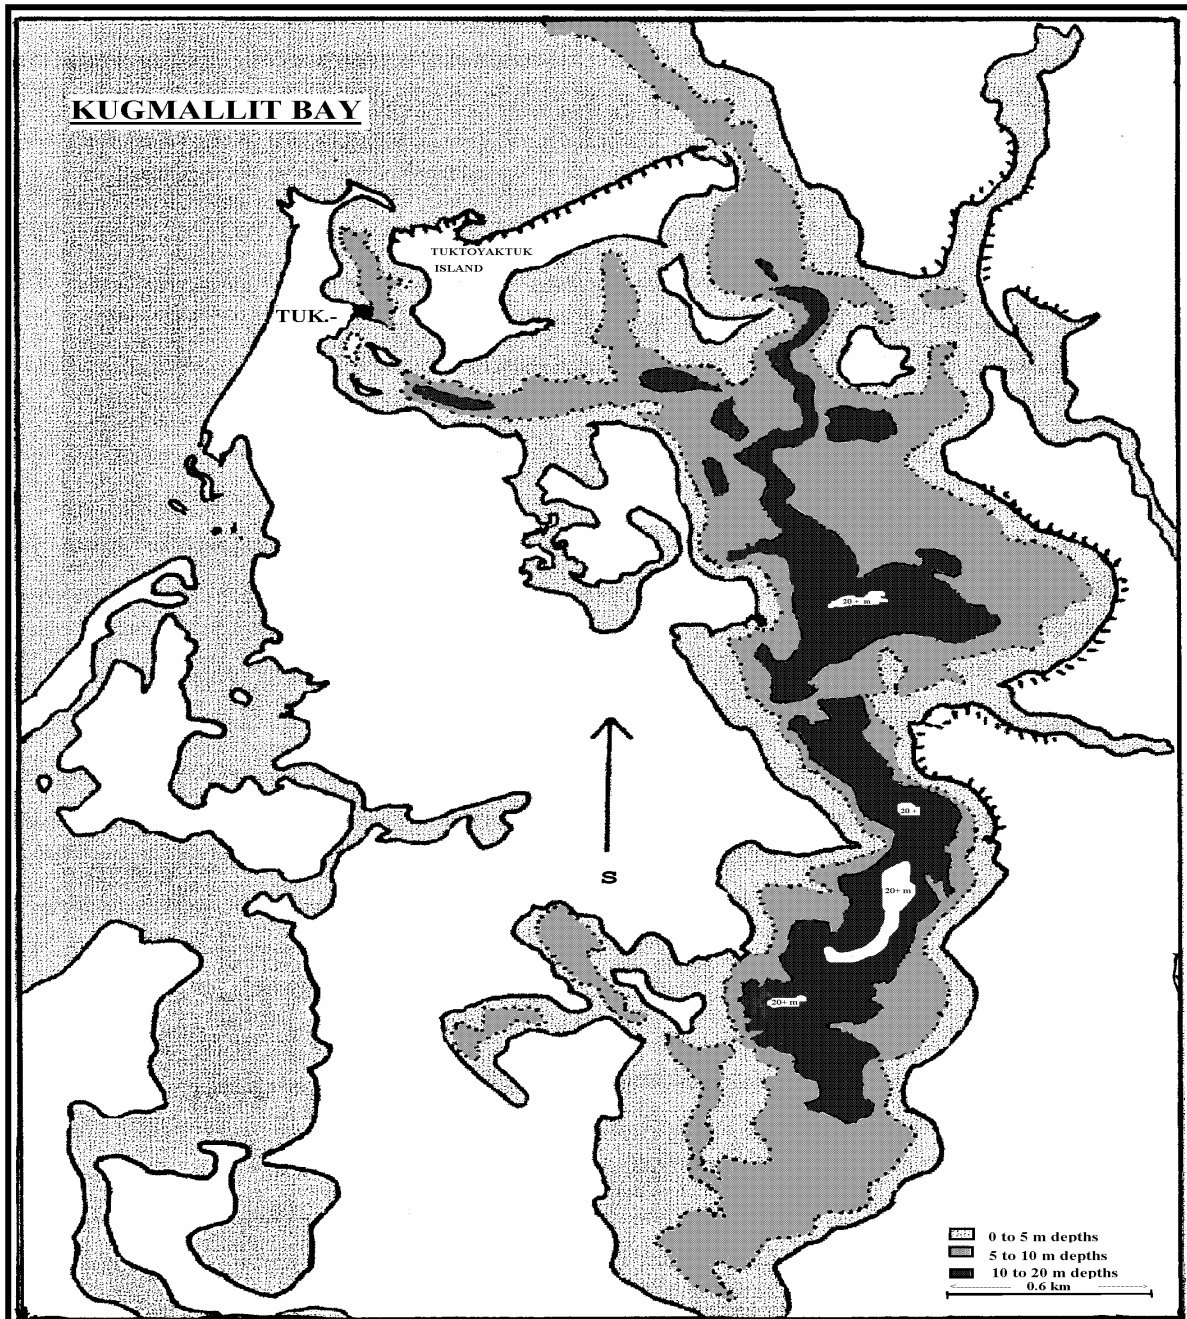 KUGMALLIT BAY
TUKTOYAKTUK
ISLAND
TUK.-
20 + m
20 +
S
20+ m
20+ m
0 to 5 m depths
5 to 10 m depths
10 to 20 m depths
0.6 km